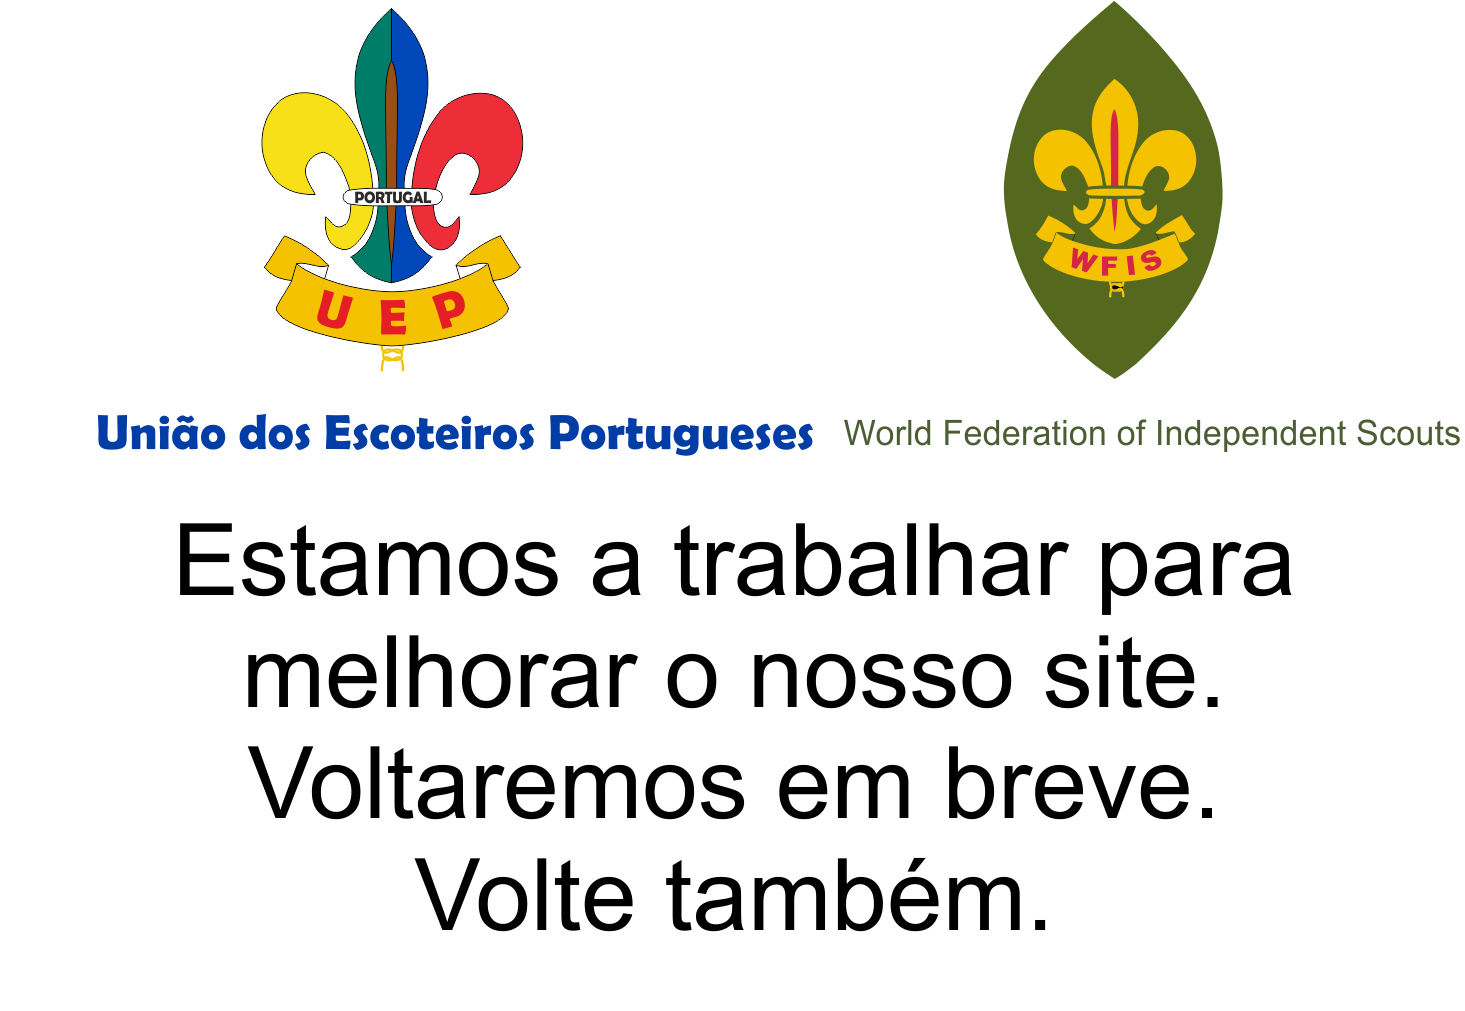 PORTUGAL
UEP
WFIS
União dos Escoteiros Portugueses
World Federation of Independent Scouts
Estamos a trabalhar para
melhorar o nosso site.
Voltaremos em breve.
Volte também.